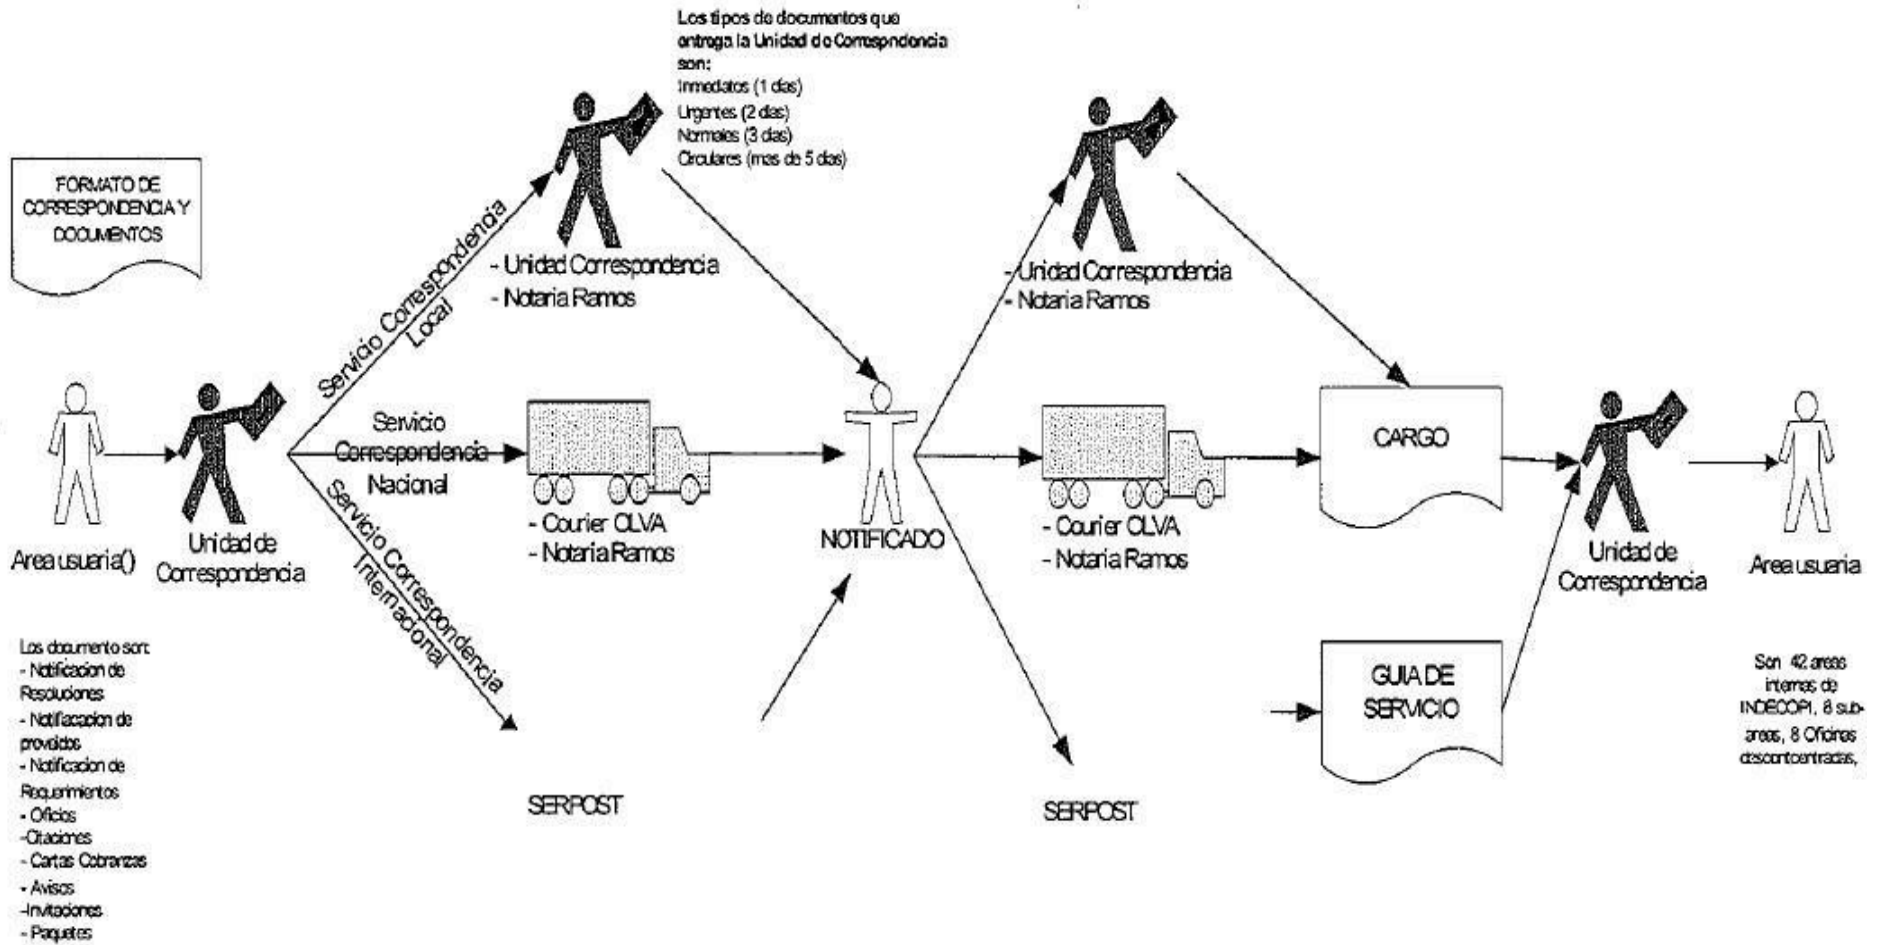 Los tipos de documentos que
entrega la Unidad de Correspndencia
son:
Inmediatos (1 dias)
Urgentes (2 dias)
Normales (3 dias)
Circulares (mas de 5 dias)
FORMATO DE
CORRESPONDENCIA Y
DOCUMENTOS
Servicio Correspondencia
Local
- Unidad Correspondencia
- Notaria Ramos
- Unidad Correspondencia
- Notaria Ramos
Servicio
Correspondencia
Nacional
CARGO
- Courier OLVA
- Notaria Ramos
NOTIFICADO
- Courier OLVA
- Notaria Ramos
Area usuaria()
Unidad de
Correspondencia
Unidad de
Correspondencia
Area usuaria
Servicio Correspondencia
Internacional
Los documento son:
- Notificacion de
Resoluciones
- Notifiacacion de
proveidos
- Notificacion de
Requerimientos
- Oficios
-Citaciones
- Cartas Cobranzas
- Avisos
-Invitaciones
- Paquetes
SERPOST
SERPOST
GUIA DE
SERVICIO
Son 42 areas
internas de
INDECOPI, 8 sub-
areas, 8 Oficinas